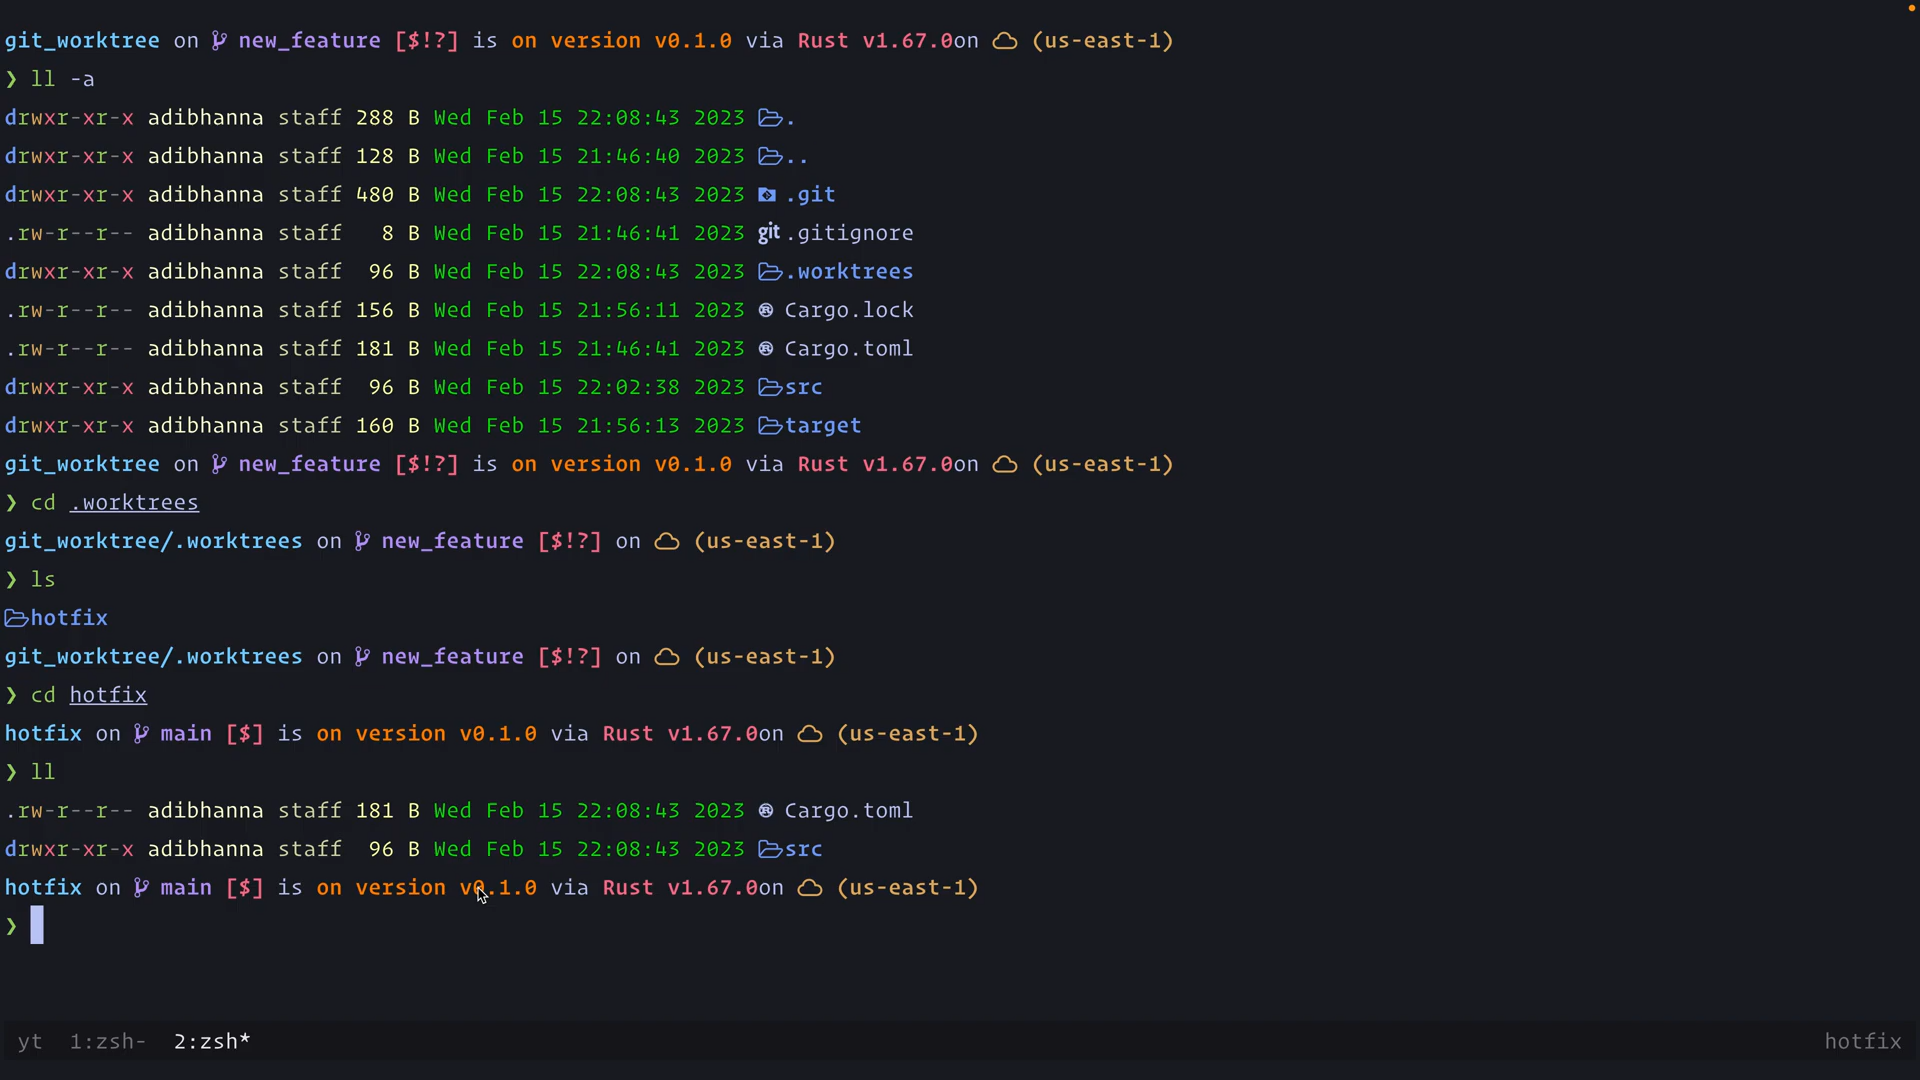 git_worktree on new_feature [$!?] is on version v0.1.0 via Rust v1.67.0on (us-east-1)
❯ ll -a
drwxr-xr-x adibhanna staff 288 B Wed Feb 15 22:08:43 2023 .
drwxr-xr-x adibhanna staff 128 B Wed Feb 15 21:46:40 2023 ..
drwxr-xr-x adibhanna staff 480 B Wed Feb 15 22:08:43 2023 .git
.rw-r--r-- adibhanna staff 8 B Wed Feb 15 21:46:41 2023 git .gitignore
drwxr-xr-x adibhanna staff 96 B Wed Feb 15 22:08:43 2023 .worktrees
.rw-r--r-- adibhanna staff 156 B Wed Feb 15 21:56:11 2023 Cargo.lock
.rw-r--r-- adibhanna staff 181 B Wed Feb 15 21:46:41 2023 Cargo.toml
drwxr-xr-x adibhanna staff 96 B Wed Feb 15 22:02:38 2023 src
drwxr-xr-x adibhanna staff 160 B Wed Feb 15 21:56:13 2023 target
git_worktree on new_feature [$!?] is on version v0.1.0 via Rust v1.67.0on (us-east-1)
❯ cd .worktrees
git_worktree/.worktrees on new_feature [$!?] on (us-east-1)
❯ ls
hotfix
git_worktree/.worktrees on new_feature [$!?] on (us-east-1)
❯ cd hotfix
hotfix on main [$] is on version v0.1.0 via Rust v1.67.0on (us-east-1)
❯ ll
.rw-r--r-- adibhanna staff 181 B Wed Feb 15 22:08:43 2023 Cargo.toml
drwxr-xr-x adibhanna staff 96 B Wed Feb 15 22:08:43 2023 src
hotfix on main [$] is on version v0.1.0 via Rust v1.67.0on (us-east-1)
❯
yt 1:zsh- 2:zsh* hotfix